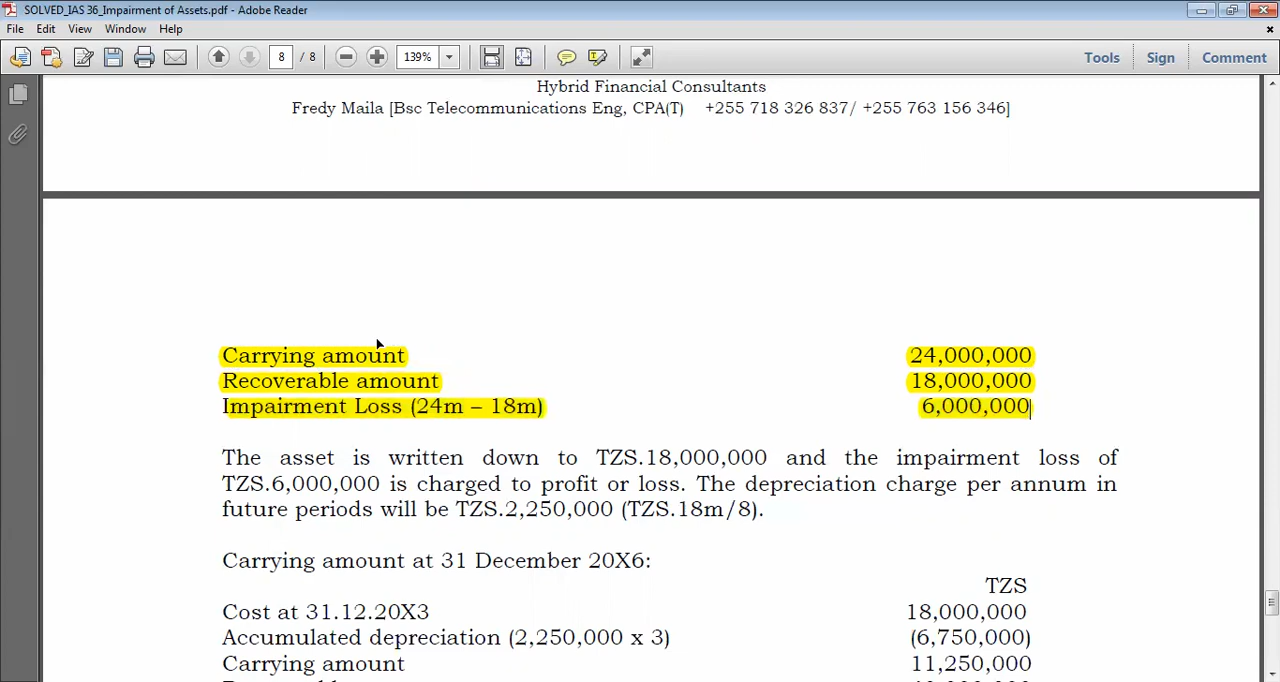 SOLVED_IAS 36_Impairment of Assets.pdf - Adobe Reader
File Edit View Window Help
8 / 8 139% Tools Sign Comment
Hybrid Financial Consultants
Fredy Maila [Bsc Telecommunications Eng, CPA(T) +255 718 326 837/ +255 763 156 346]
Carrying amount 24,000,000
Recoverable amount 18,000,000
Impairment Loss (24m – 18m) 6,000,000
The asset is written down to TZS.18,000,000 and the impairment loss of
TZS.6,000,000 is charged to profit or loss. The depreciation charge per annum in
future periods will be TZS.2,250,000 (TZS.18m/8).
Carrying amount at 31 December 20X6:
TZS
Cost at 31.12.20X3 18,000,000
Accumulated depreciation (2,250,000 x 3) (6,750,000)
Carrying amount 11,250,000